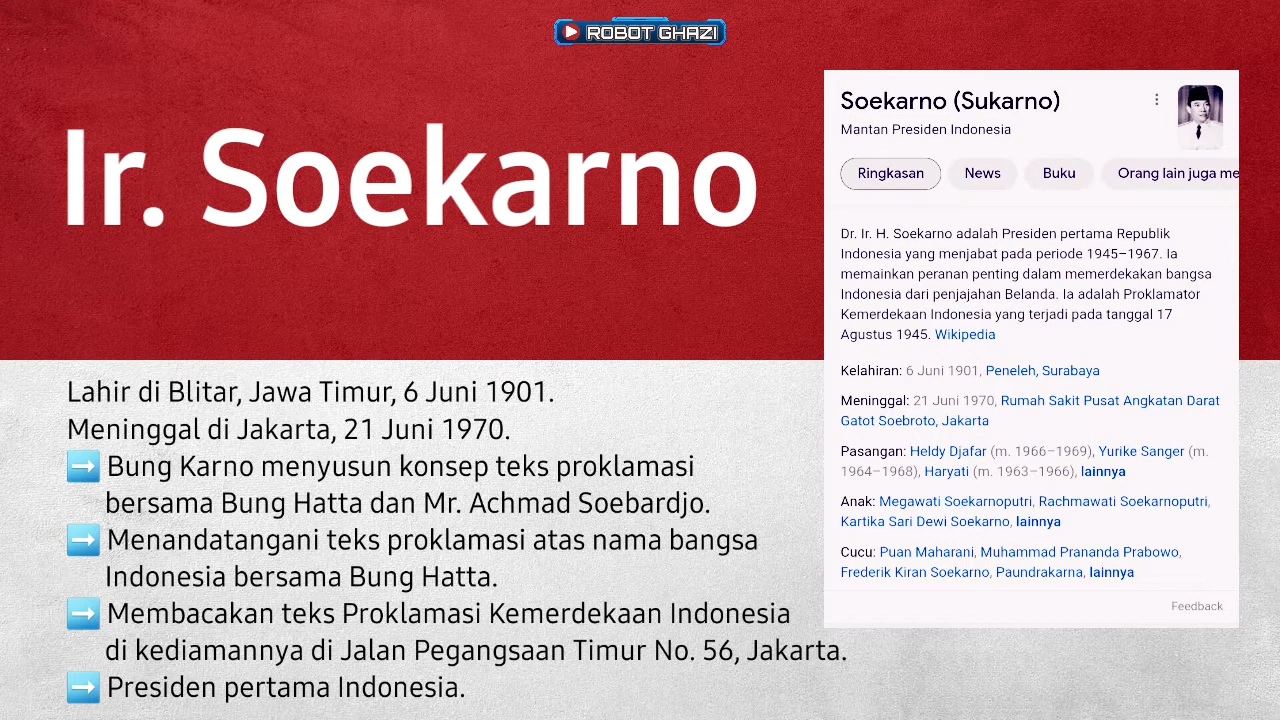 ROBOT GHAZI
Ir. Soekarno
Lahir di Blitar, Jawa Timur, 6 Juni 1901.
Meninggal di Jakarta, 21 Juni 1970.
➡ Bung Karno menyusun konsep teks proklamasi
bersama Bung Hatta dan Mr. Achmad Soebardjo.
➡ Menandatangani teks proklamasi atas nama bangsa
Indonesia bersama Bung Hatta.
➡ Membacakan teks Proklamasi Kemerdekaan Indonesia
di kediamannya di Jalan Pegangsaan Timur No. 56, Jakarta.
➡ Presiden pertama Indonesia.
Soekarno (Sukarno)
Mantan Presiden Indonesia
Ringkasan News Buku Orang lain juga me
Dr. Ir. H. Soekarno adalah Presiden pertama Republik
Indonesia yang menjabat pada periode 1945–1967. Ia
memainkan peranan penting dalam memerdekakan bangsa
Indonesia dari penjajahan Belanda. Ia adalah Proklamator
Kemerdekaan Indonesia yang terjadi pada tanggal 17
Agustus 1945. Wikipedia
Kelahiran: 6 Juni 1901, Peneleh, Surabaya
Meninggal: 21 Juni 1970, Rumah Sakit Pusat Angkatan Darat
Gatot Soebroto, Jakarta
Pasangan: Heldy Djafar (m. 1966–1969), Yurike Sanger (m.
1964–1968), Haryati (m. 1963–1966), lainnya
Anak: Megawati Soekarnoputri, Rachmawati Soekarnoputri,
Kartika Sari Dewi Soekarno, lainnya
Cucu: Puan Maharani, Muhammad Prananda Prabowo,
Frederik Kiran Soekarno, Paundrakarna, lainnya
Feedback